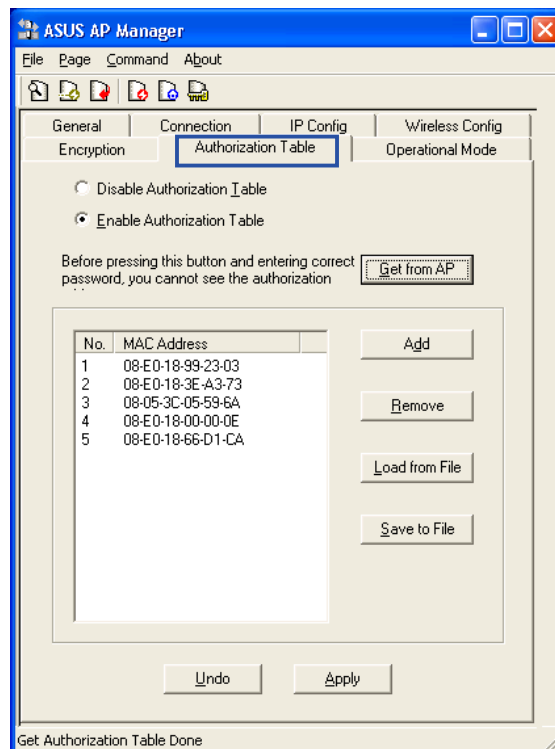 ASUS AP Manager
File Page Command About
General Connection IP Config Wireless Config
Encryption Authorization Table Operational Mode
Disable Authorization Table
Enable Authorization Table
Before pressing this button and entering correct
password, you cannot see the authorization
Get from AP
No. MAC Address
1 08-E0-18-99-23-03
2 08-E0-18-3E-A3-73
3 08-05-3C-05-59-6A
4 08-E0-18-00-00-0E
5 08-E0-18-66-D1-CA
Add
Remove
Load from File
Save to File
Undo Apply
Get Authorization Table Done